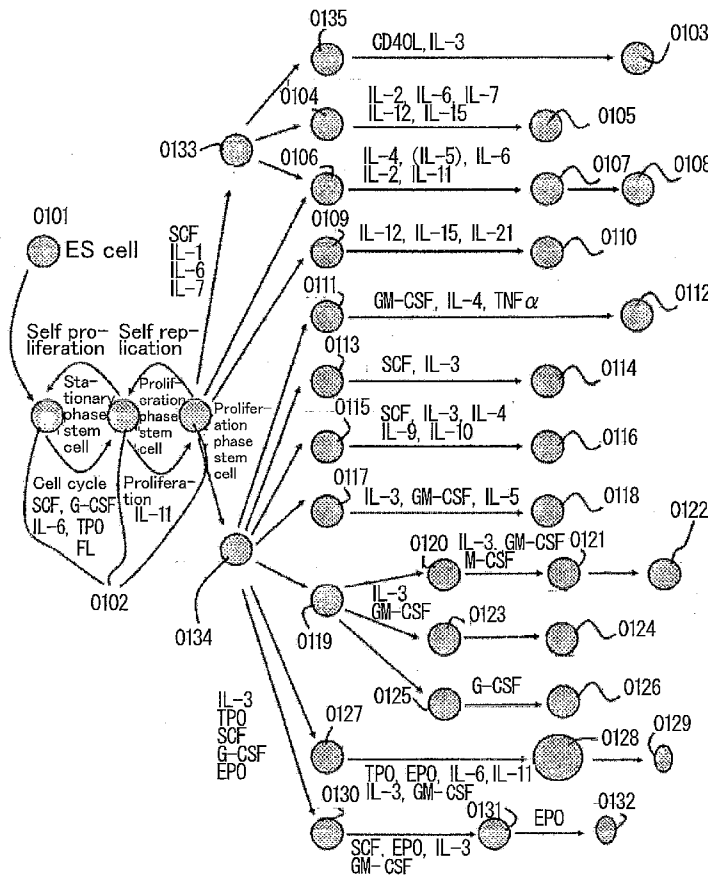 0135
CD40L, IL-3
0103
0104
IL-2, IL-6, IL-7
IL-12, IL-15
0105
0133
0106
IL-4, (IL-5), IL-6
IL-2, IL-11
0107
0108
0101
ES cell
SCF
IL-1
IL-6
IL-7
0109
IL-12, IL-15, IL-21
0110
0111
GM-CSF, IL-4, TNFα
0112
Self pro-
liferation
Self rep-
lication
0113
SCF, IL-3
0114
Sta-
tionary
phase
stem
cell
Prolif-
eration
phase
stem
cell
Prolifer-
ation
phase
stem
cell
0115
SCF, IL-3, IL-4
IL-9, IL-10
0116
Cell cycle
SCF, G-CSF
IL-6, TPO
FL
Prolifera-
tion
IL-11
0117
IL-3, GM-CSF, IL-5
0118
0102
0134
0119
IL-3
GM-CSF
0120
IL-3, GM-CSF
M-CSF
0121
0122
0123
0124
0125
G-CSF
0126
IL-3
TPO
SCF
G-CSF
EPO
0127
TPO, EPO, IL-6, IL-11
IL-3, GM-CSF
0128
0129
0130
SCF, EPO, IL-3
GM-CSF
0131
EPO
0132